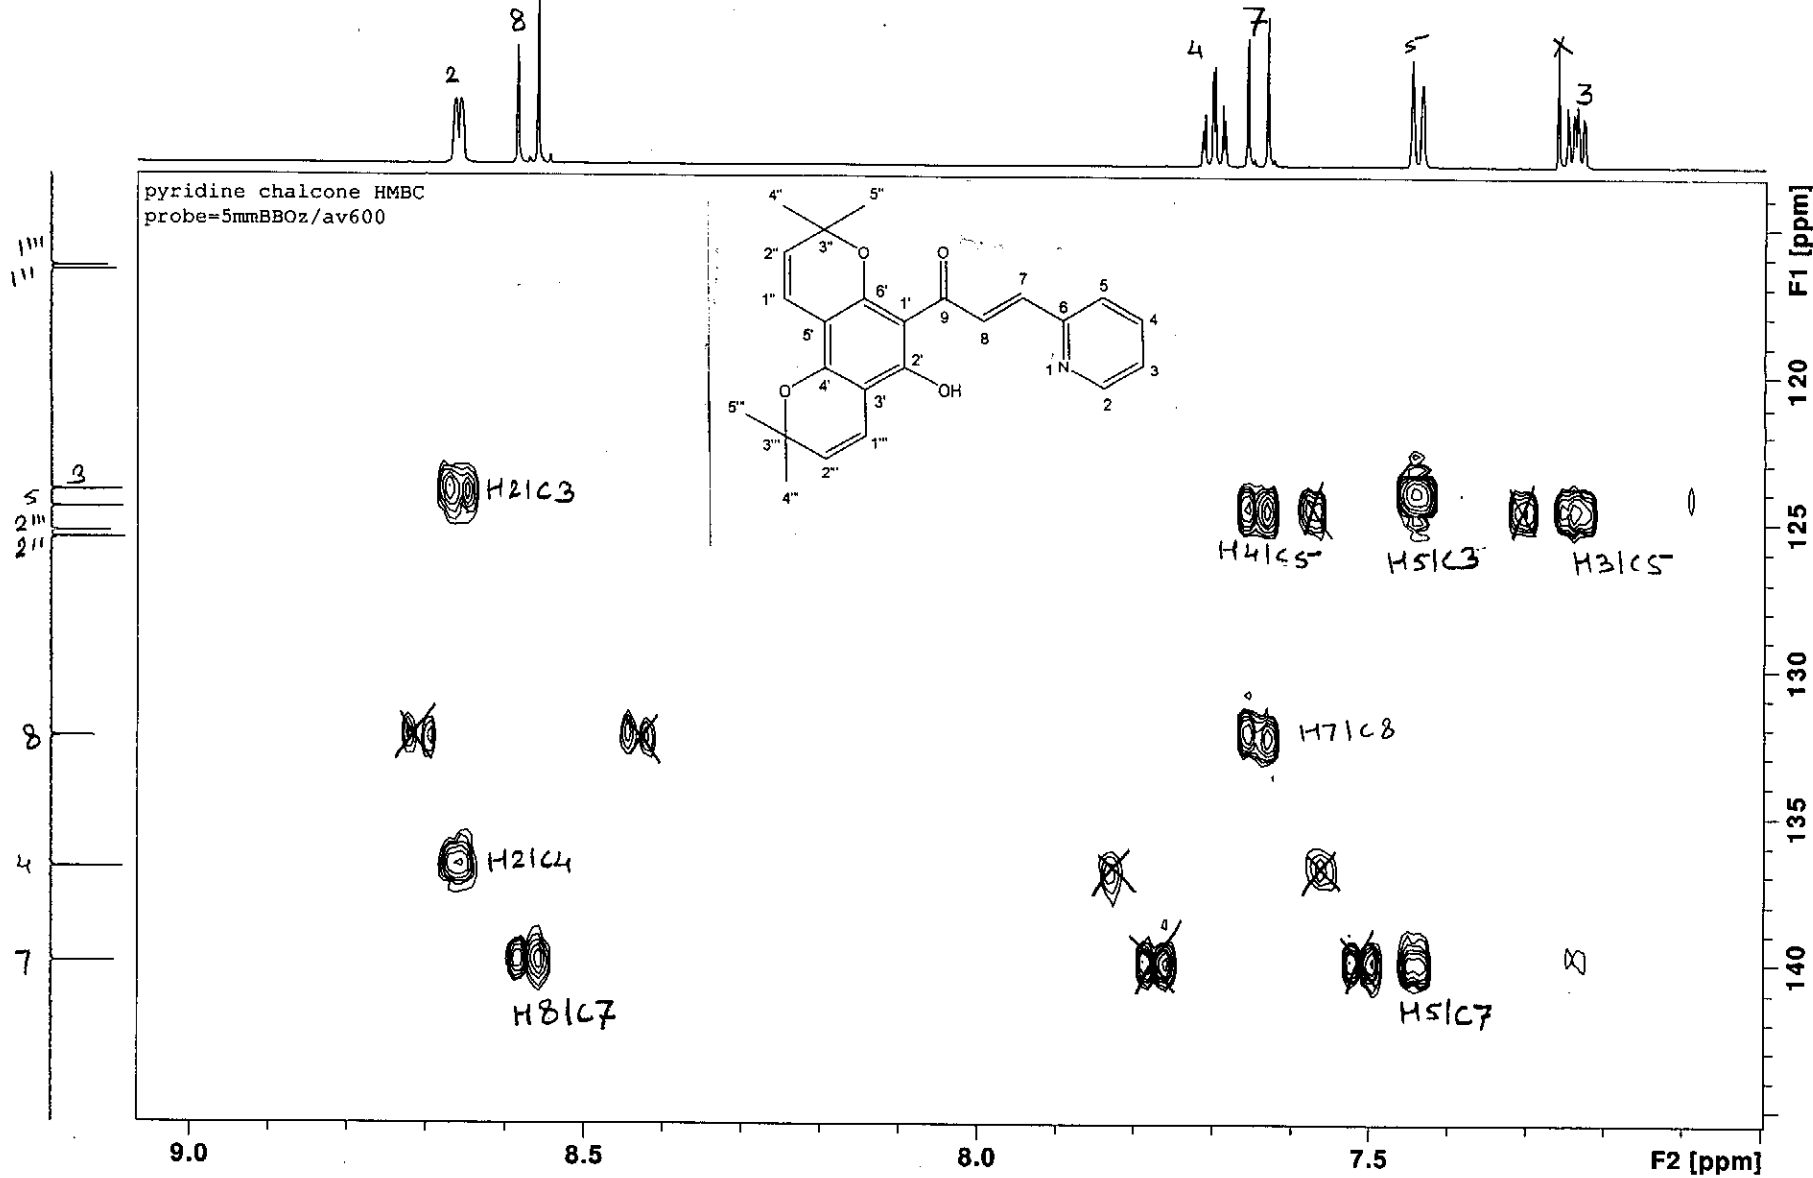 8
7
4
5
X
2
3
pyridine chalcone HMBC
probe=5mmBBOz/av600
4'' 5''
3''
2'' O O
1'' 6' 1' 7 5
9 6 4
5' 8
2' 1 N 3
O 4' OH
3' 2
5'''
3''' 1'''
2'''
4'''
1''''
1'''
3
5
2'''
2''
8
4
7
H2/C3
H4/C5 H5/C3 H3/C5
H7/C8
H2/C4
H8/C7 H5/C7
120
125
130
135
140
F1 [ppm]
9.0 8.5 8.0 7.5 F2 [ppm]